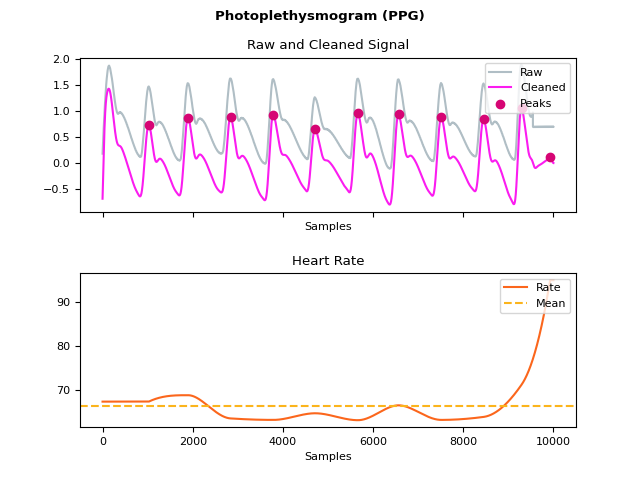 Photoplethysmogram (PPG)
Raw and Cleaned Signal
2.0
1.5
1.0
0.5
0.0
−0.5
Raw
Cleaned
Peaks
Samples
Heart Rate
90
80
70
Rate
Mean
0 2000 4000 6000 8000 10000
Samples